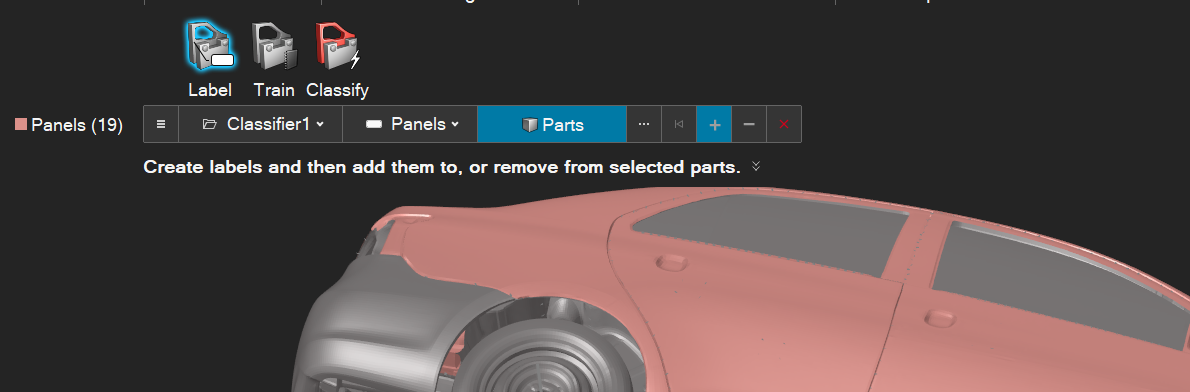 Label Train Classify
Panels (19) Classifier1 Panels Parts ...
Create labels and then add them to, or remove from selected parts.